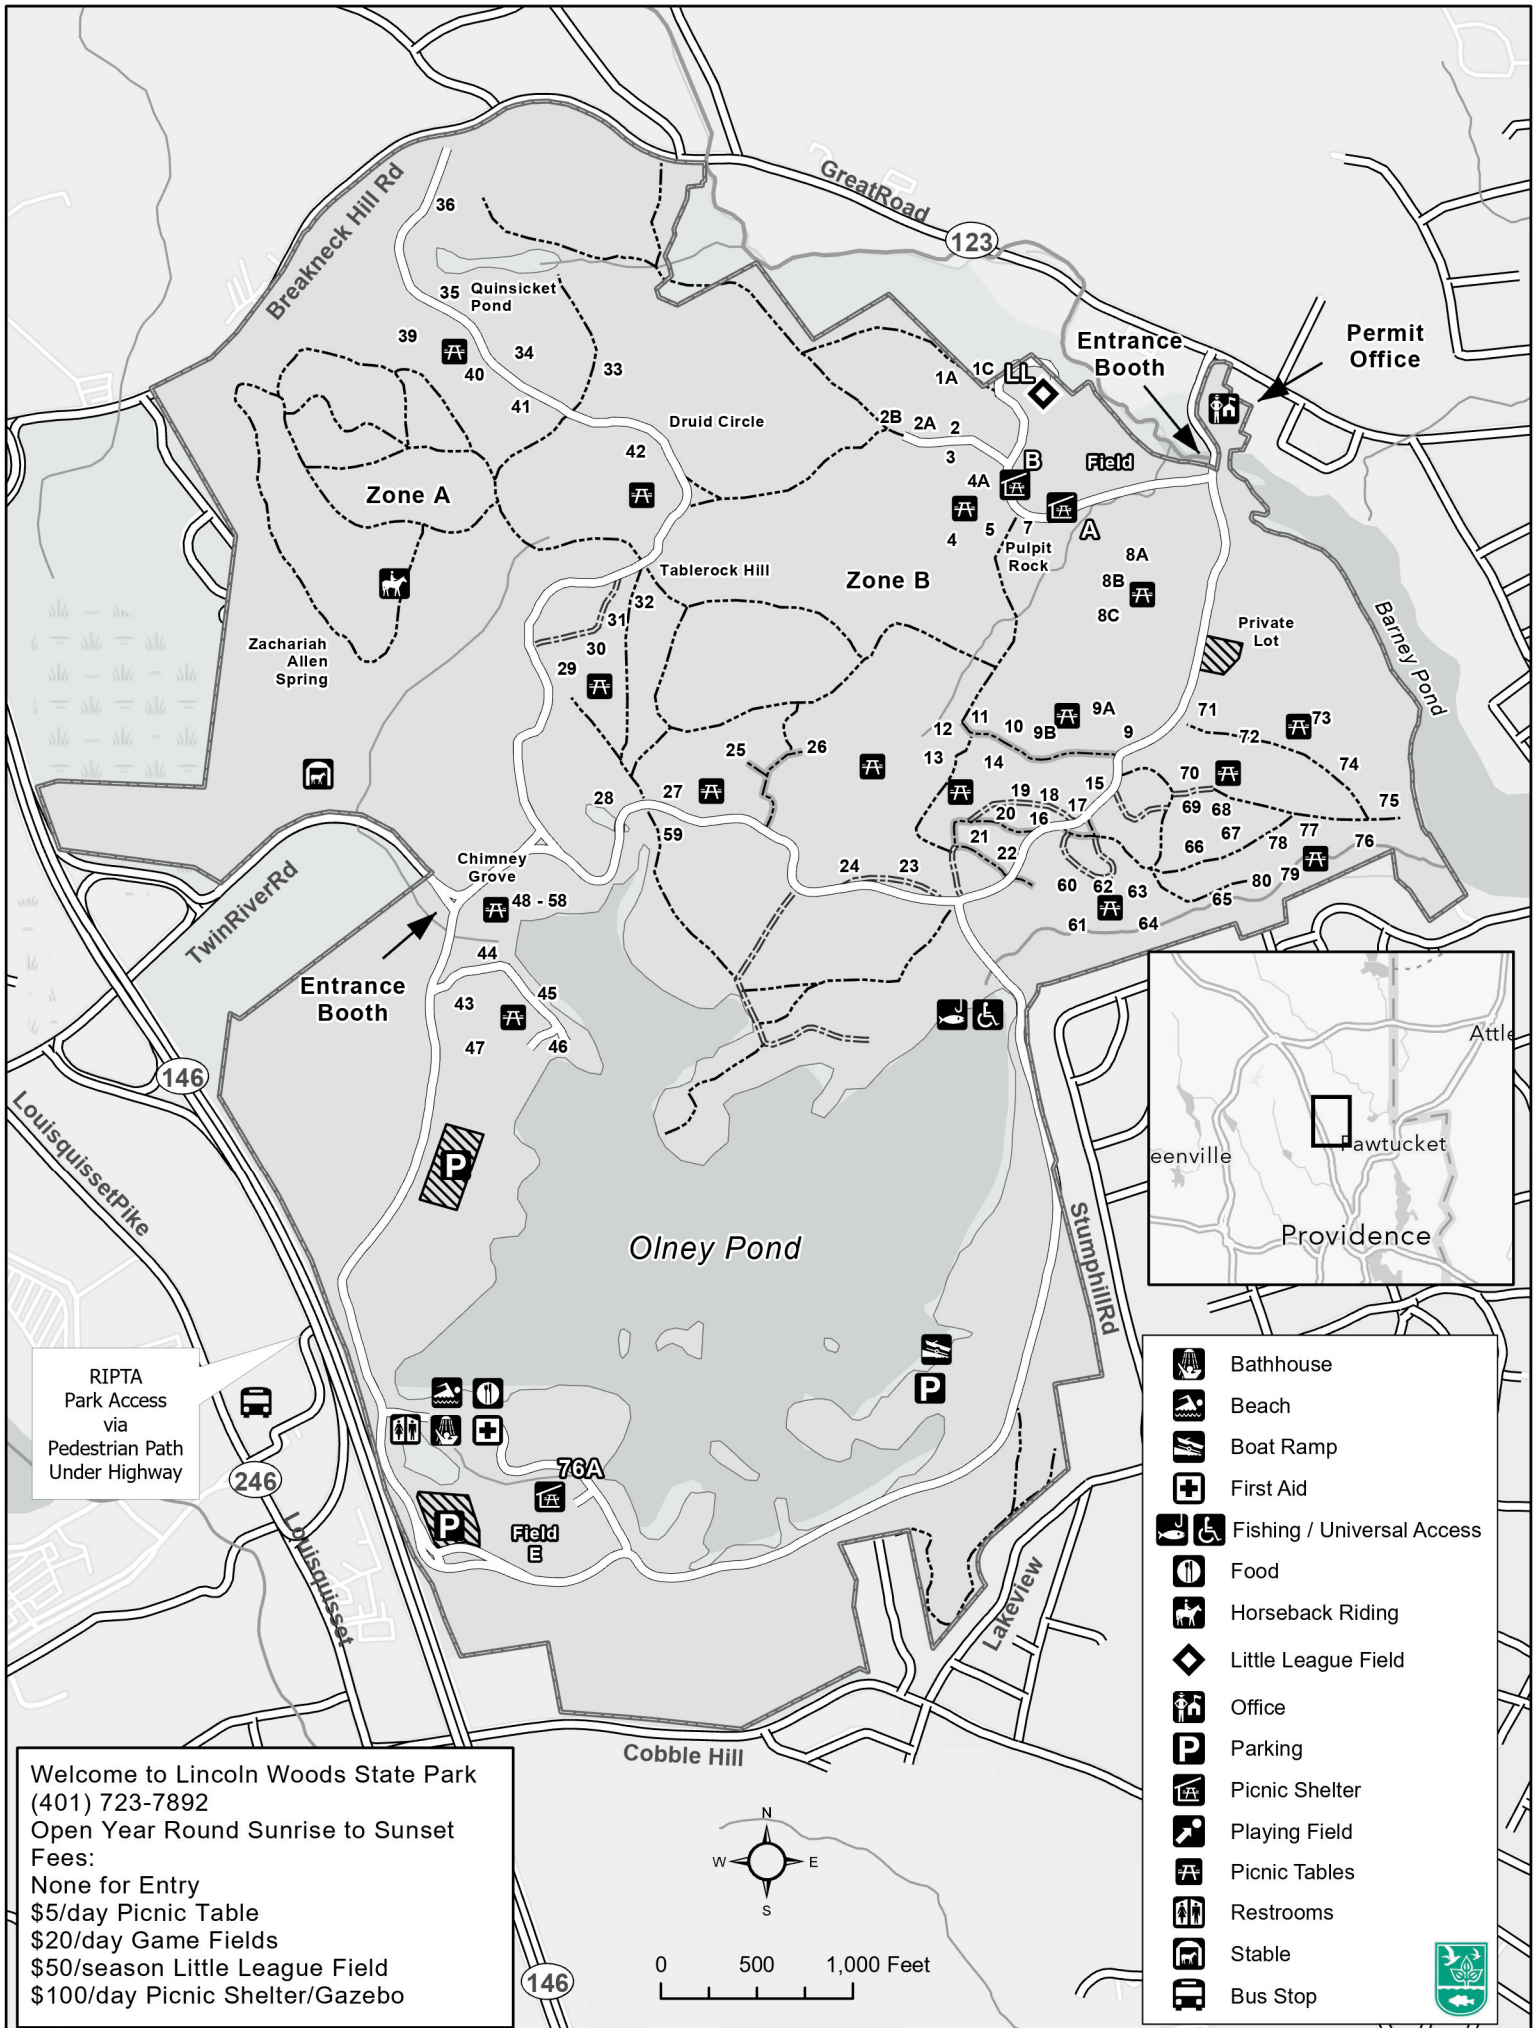 Breakneck Hill Rd
GreatRoad
123
36
35
Quinsicket
Pond
39
34
40
33
41
Druid Circle
42
1A
1C
LL
Entrance
Booth
Permit
Office
2B
2A
2
3
B
Field
4A
4
5
7
A
Pulpit
Rock
8A
8B
8C
Zone A
Zone B
Tablerock Hill
32
31
30
29
Zachariah
Allen
Spring
Private
Lot
Barney Pond
12
11
10
9B
9A
9
71
72
73
74
75
13
14
15
70
69
68
67
66
78
77
76
79
80
65
25
26
27
28
59
19
18
17
20
16
21
22
24
23
60
62
63
61
64
Chimney
Grove
48 - 58
TwinRiverRd
Entrance
Booth
44
43
45
47
46
146
LouisquissetPike
P
Olney Pond
StumphillRd
Attle
eenville
Pawtucket
Providence
RIPTA
Park Access
via
Pedestrian Path
Under Highway
246
Louisquisset
P
76A
P
Field
E
Lakeview
Cobble Hill
Bathhouse
Beach
Boat Ramp
First Aid
Fishing / Universal Access
Food
Horseback Riding
Little League Field
Office
P Parking
Picnic Shelter
Playing Field
Picnic Tables
Restrooms
Stable
Bus Stop
Welcome to Lincoln Woods State Park
(401) 723-7892
Open Year Round Sunrise to Sunset
Fees:
None for Entry
$5/day Picnic Table
$20/day Game Fields
$50/season Little League Field
$100/day Picnic Shelter/Gazebo
146
N
W E
S
0 500 1,000 Feet